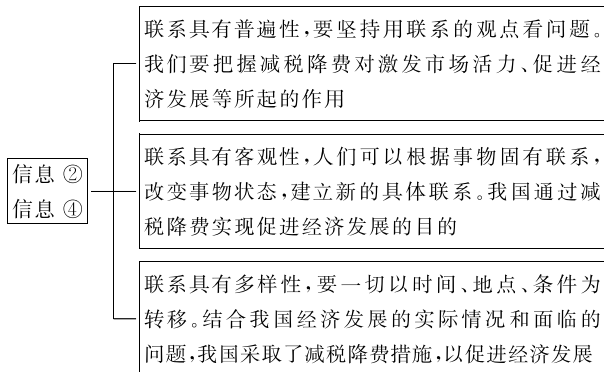 联系具有普遍性,要坚持用联系的观点看问题。
我们要把握减税降费对激发市场活力、促进经
济发展等所起的作用
信息 ②
信息 ④
联系具有客观性,人们可以根据事物固有联系,
改变事物状态,建立新的具体联系。我国通过减
税降费实现促进经济发展的目的
联系具有多样性,要一切以时间、地点、条件为
转移。结合我国经济发展的实际情况和面临的
问题,我国采取了减税降费措施,以促进经济发展